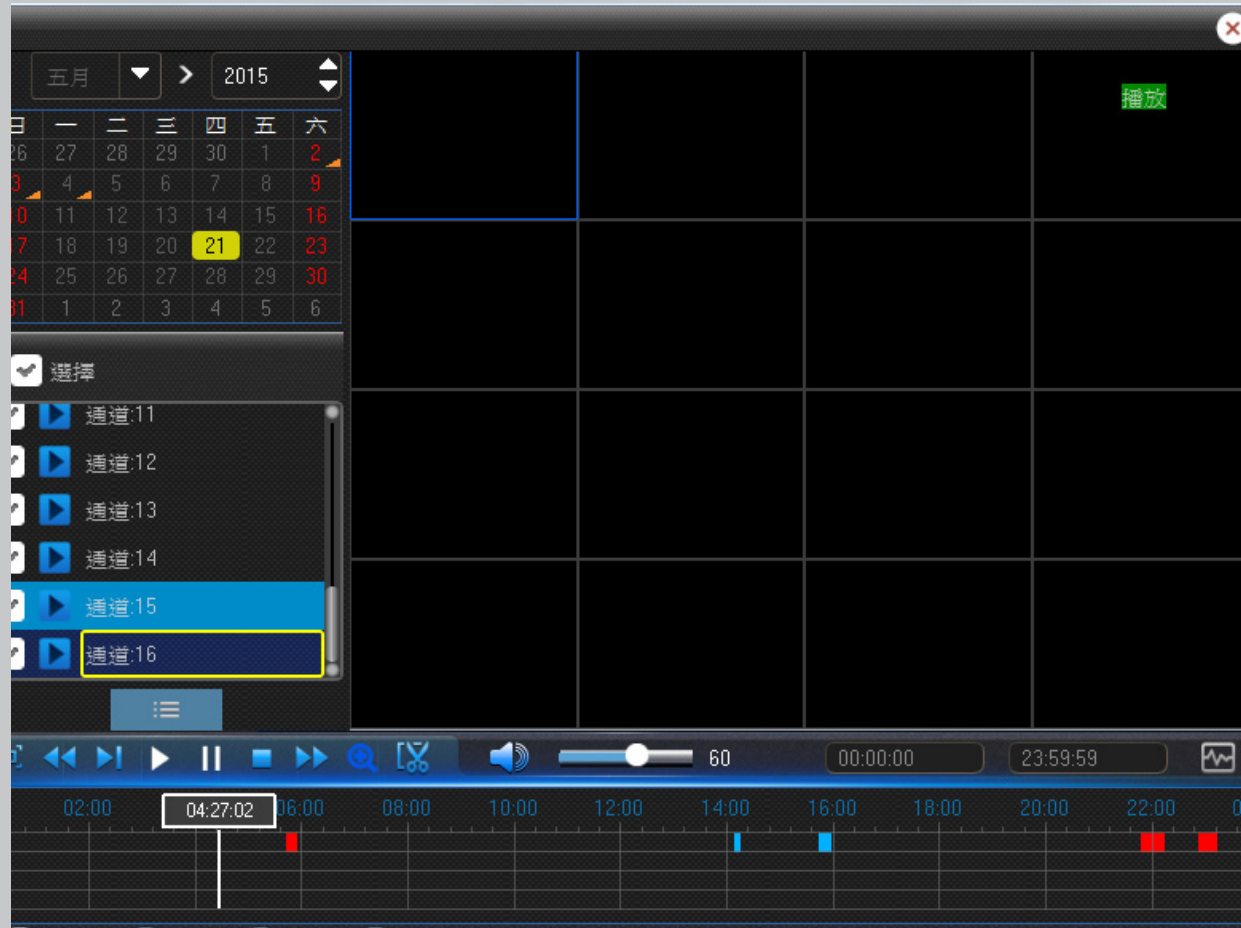 五月 2015
播放
日 一 二 三 四 五 六
26 27 28 29 30 1 2
3 4 5 6 7 8 9
10 11 12 13 14 15 16
17 18 19 20 21 22 23
24 25 26 27 28 29 30
31 1 2 3 4 5 6
選擇
通道:11
通道:12
通道:13
通道:14
通道:15
通道:16
60 00:00:00 23:59:59
02:00 04:27:02 06:00 08:00 10:00 12:00 14:00 16:00 18:00 20:00 22:00